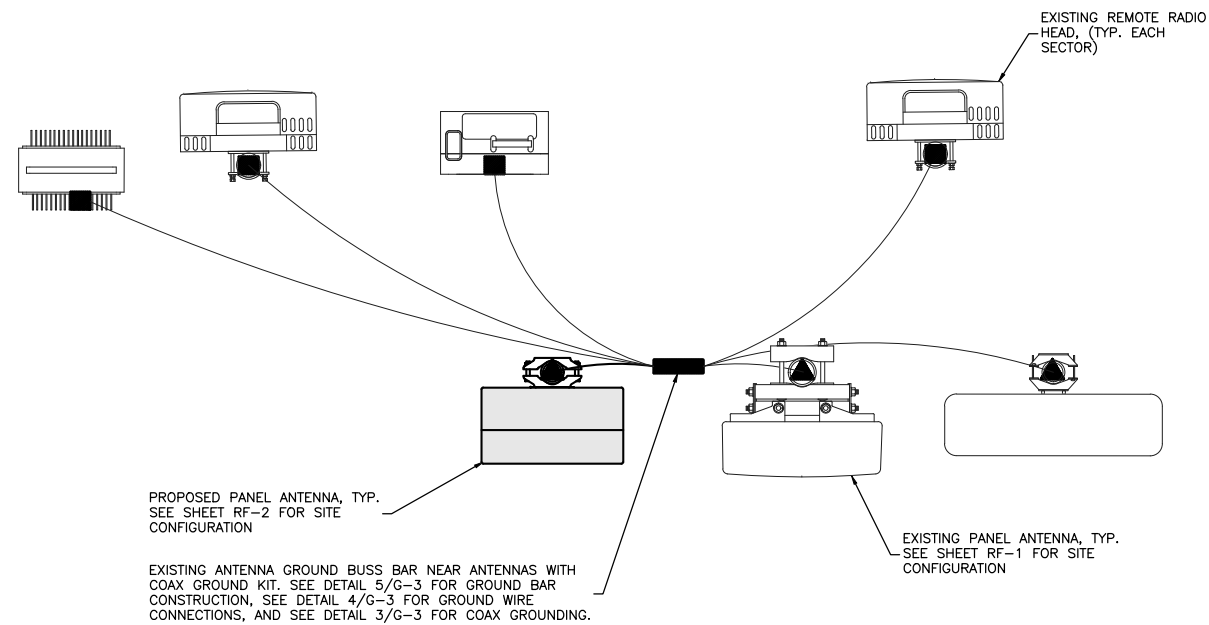 EXISTING REMOTE RADIO
HEAD, (TYP. EACH
SECTOR)
PROPOSED PANEL ANTENNA, TYP.
SEE SHEET RF-2 FOR SITE
CONFIGURATION
EXISTING PANEL ANTENNA, TYP.
SEE SHEET RF-1 FOR SITE
CONFIGURATION
EXISTING ANTENNA GROUND BUSS BAR NEAR ANTENNAS WITH
COAX GROUND KIT. SEE DETAIL 5/G-3 FOR GROUND BAR
CONSTRUCTION, SEE DETAIL 4/G-3 FOR GROUND WIRE
CONNECTIONS, AND SEE DETAIL 3/G-3 FOR COAX GROUNDING.